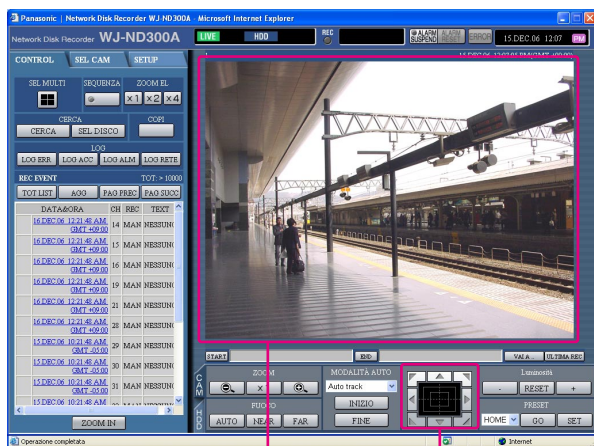 Panasonic | Network Disk Recorder WJ-ND300A - Microsoft Internet Explorer
Network Disk Recorder WJ-ND300A
LIVE HDD REC ALARM SUSPEND ALARM RESET ERROR 15.DEC.06 12:07 PM
CONTROL SEL CAM SETUP
SEL MULTI SEQUENZA ZOOM EL
x1 x2 x4
CERCA COPI
CERCA SEL DISCO
LOG
LOG ERR LOG ACC LOG ALM LOG RETE
REC EVENT TOT: > 10000
TOT LIST AGG PAG PREC PAG SUCC
DATA&ORA CH REC TEXT
16.DEC.06 12:21:48 AM GMT +09:00 14 MAN NESSUN
16.DEC.06 12:21:48 AM GMT +09:00 15 MAN NESSUN
16.DEC.06 12:21:48 AM GMT +09:00 16 MAN NESSUN
16.DEC.06 12:21:48 AM GMT +09:00 19 MAN NESSUN
16.DEC.06 12:21:48 AM GMT +09:00 21 MAN NESSUN
16.DEC.06 12:21:48 AM GMT +09:00 28 MAN NESSUN
15.DEC.06 10:21:48 AM GMT -05:00 29 MAN NESSUN
15.DEC.06 10:21:48 AM GMT -05:00 30 MAN NESSUN
15.DEC.06 10:21:48 AM GMT -05:00 31 MAN NESSUN
15.DEC.06 10:21:48 AM
ZOOM IN
START END VAI A... ULTIMA REC
CAM
HDD
ZOOM
x
FUOCO
AUTO NEAR FAR
MODALITÀ AUTO
Auto track
INIZIO
FINE
Luminosità
- RESET +
PRESET
HOME GO SET
Operazione completata Internet